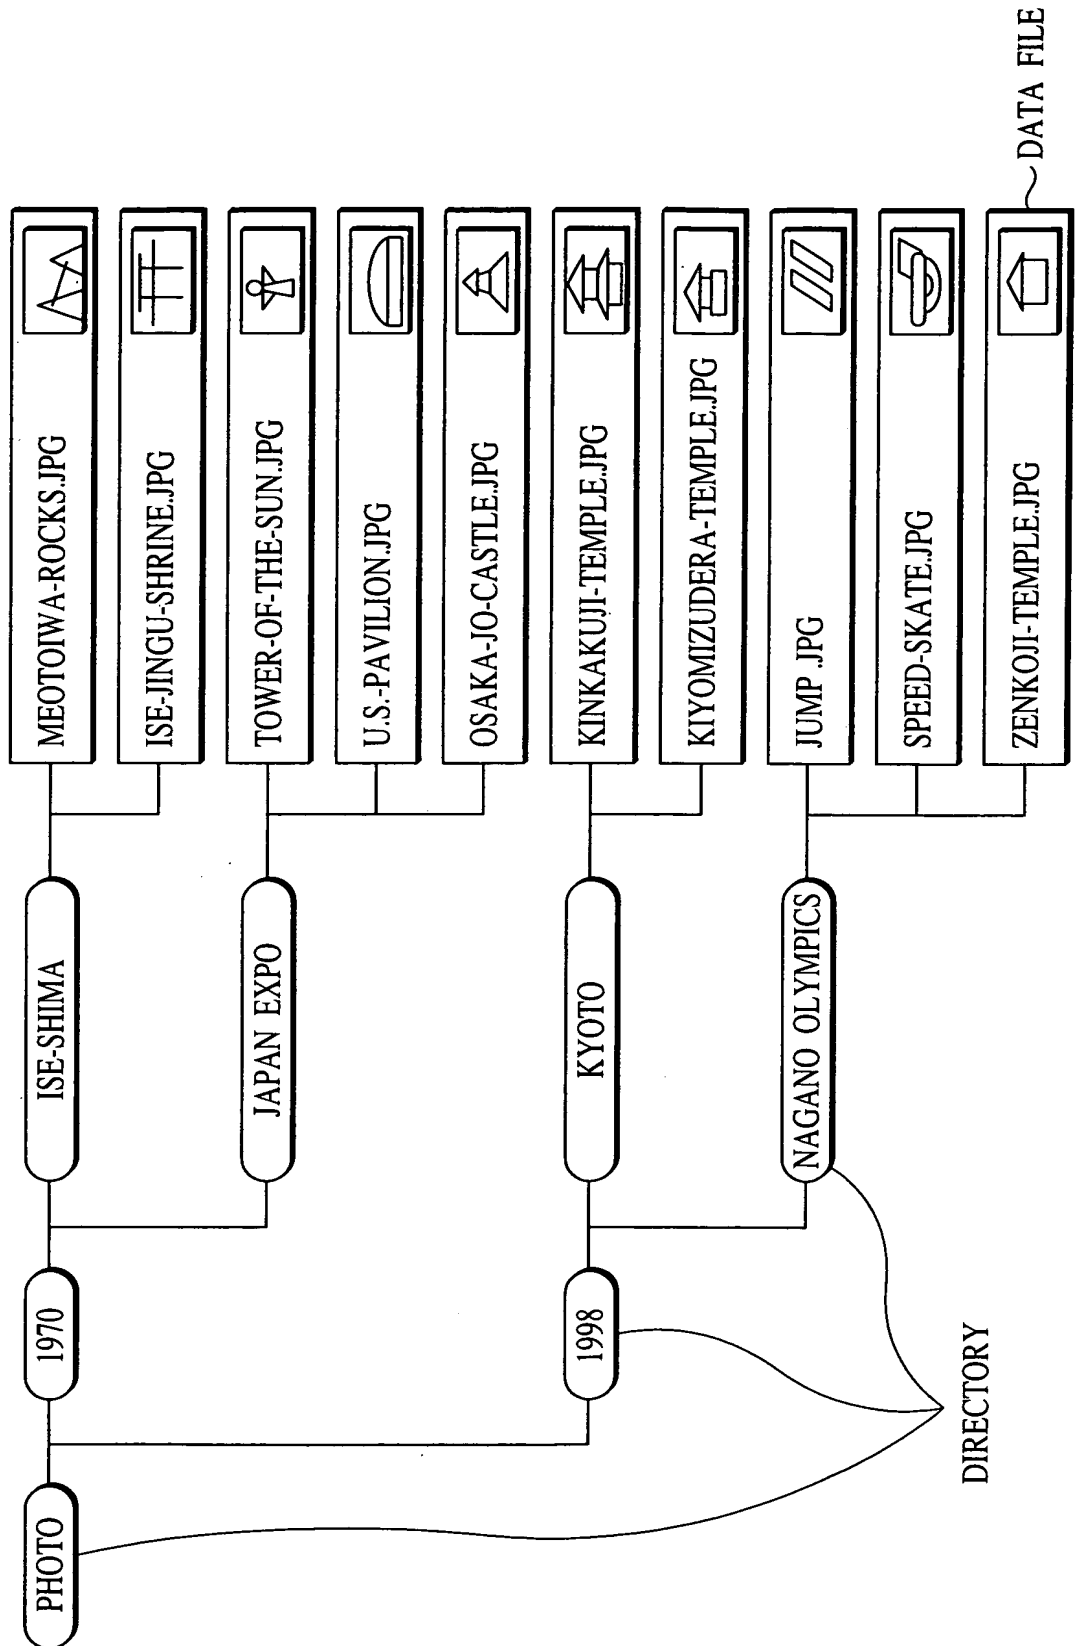 PHOTO
1970
ISE-SHIMA
MEOTOIWA-ROCKS.JPG
ISE-JINGU-SHRINE.JPG
JAPAN EXPO
TOWER-OF-THE-SUN.JPG
U.S.-PAVILION.JPG
OSAKA-JO-CASTLE.JPG
1998
KYOTO
KINKAKUJI-TEMPLE.JPG
KIYOMIZUDERA-TEMPLE.JPG
NAGANO OLYMPICS
JUMP .JPG
SPEED-SKATE.JPG
ZENKOJI-TEMPLE.JPG
DIRECTORY
DATA FILE